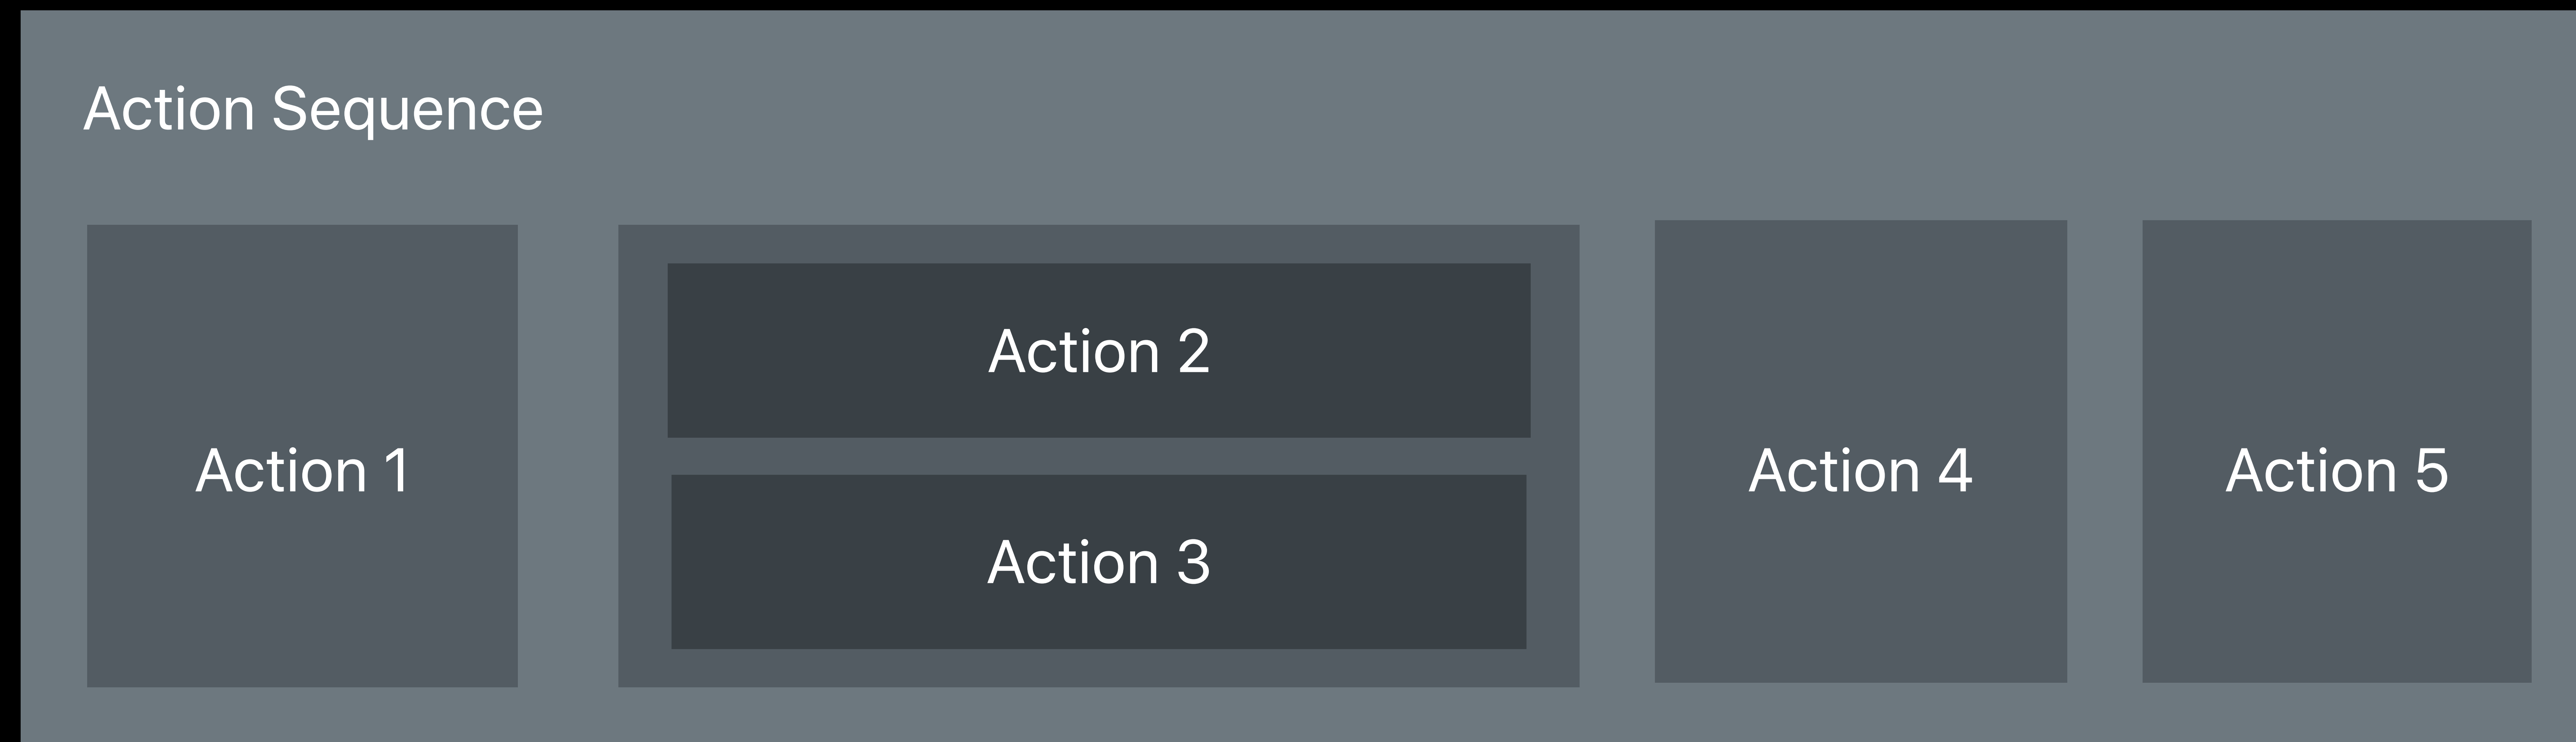 Action Sequence
Action 1
Action 2
Action 3
Action 4
Action 5